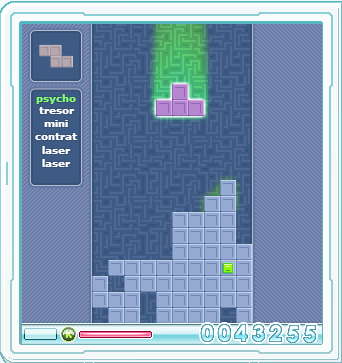 psycho
tresor
mini
contrat
laser
laser
0043255